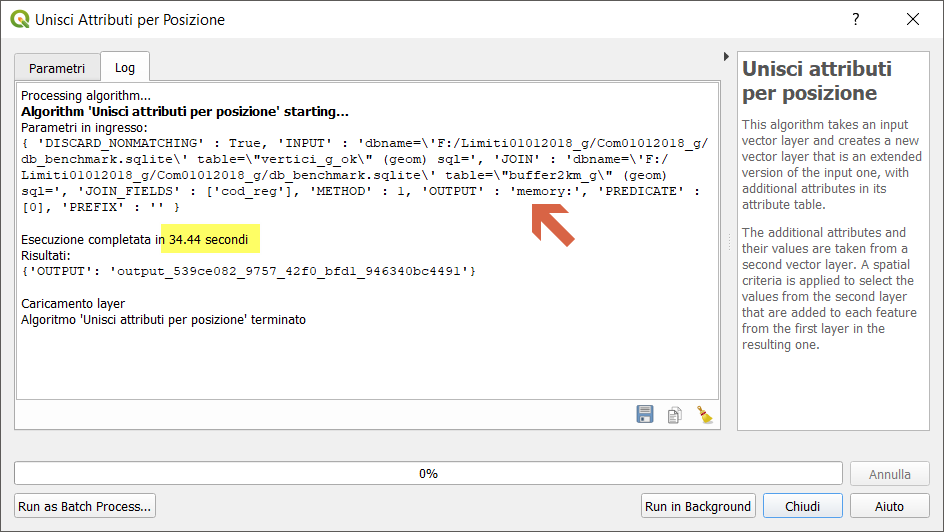 Unisci Attributi per Posizione
Parametri
Log
Processing algorithm...
Algorithm 'Unisci attributi per posizione' starting...
Parametri in ingresso:
{ 'DISCARD_NONMATCHING' : True, 'INPUT' : 'dbname=\'F:/Limiti01012018_g/Com01012018_g/
db_benchmark.sqlite\' table=\"vertici_g_ok\" (geom) sql=', 'JOIN' : 'dbname=\'F:/
Limiti01012018_g/Com01012018_g/db_benchmark.sqlite\' table=\"buffer2km_g\" (geom)
sql=', 'JOIN_FIELDS' : ['cod_reg'], 'METHOD' : 1, 'OUTPUT' : 'memory:', 'PREDICATE' :
[0], 'PREFIX' : '' }
Esecuzione completata in 34.44 secondi
Risultati:
{'OUTPUT': 'output_539ce082_9757_42f0_bfd1_946340bc4491'}
Caricamento layer
Algoritmo 'Unisci attributi per posizione' terminato
Unisci attributi
per posizione
This algorithm takes an input
vector layer and creates a new
vector layer that is an extended
version of the input one, with
additional attributes in its
attribute table.
The additional attributes and
their values are taken from a
second vector layer. A spatial
criteria is applied to select the
values from the second layer
that are added to each feature
from the first layer in the
resulting one.
0%
Annulla
Run as Batch Process...
Run in Background
Chiudi
Aiuto